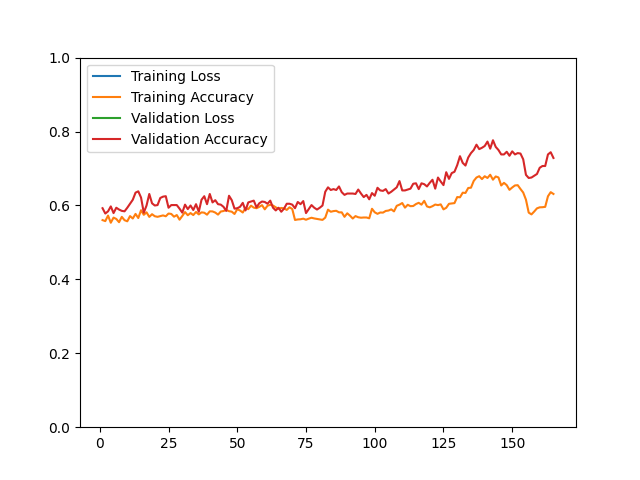 1.0
0.8
0.6
0.4
0.2
0.0
Training Loss
Training Accuracy
Validation Loss
Validation Accuracy
0 25 50 75 100 125 150